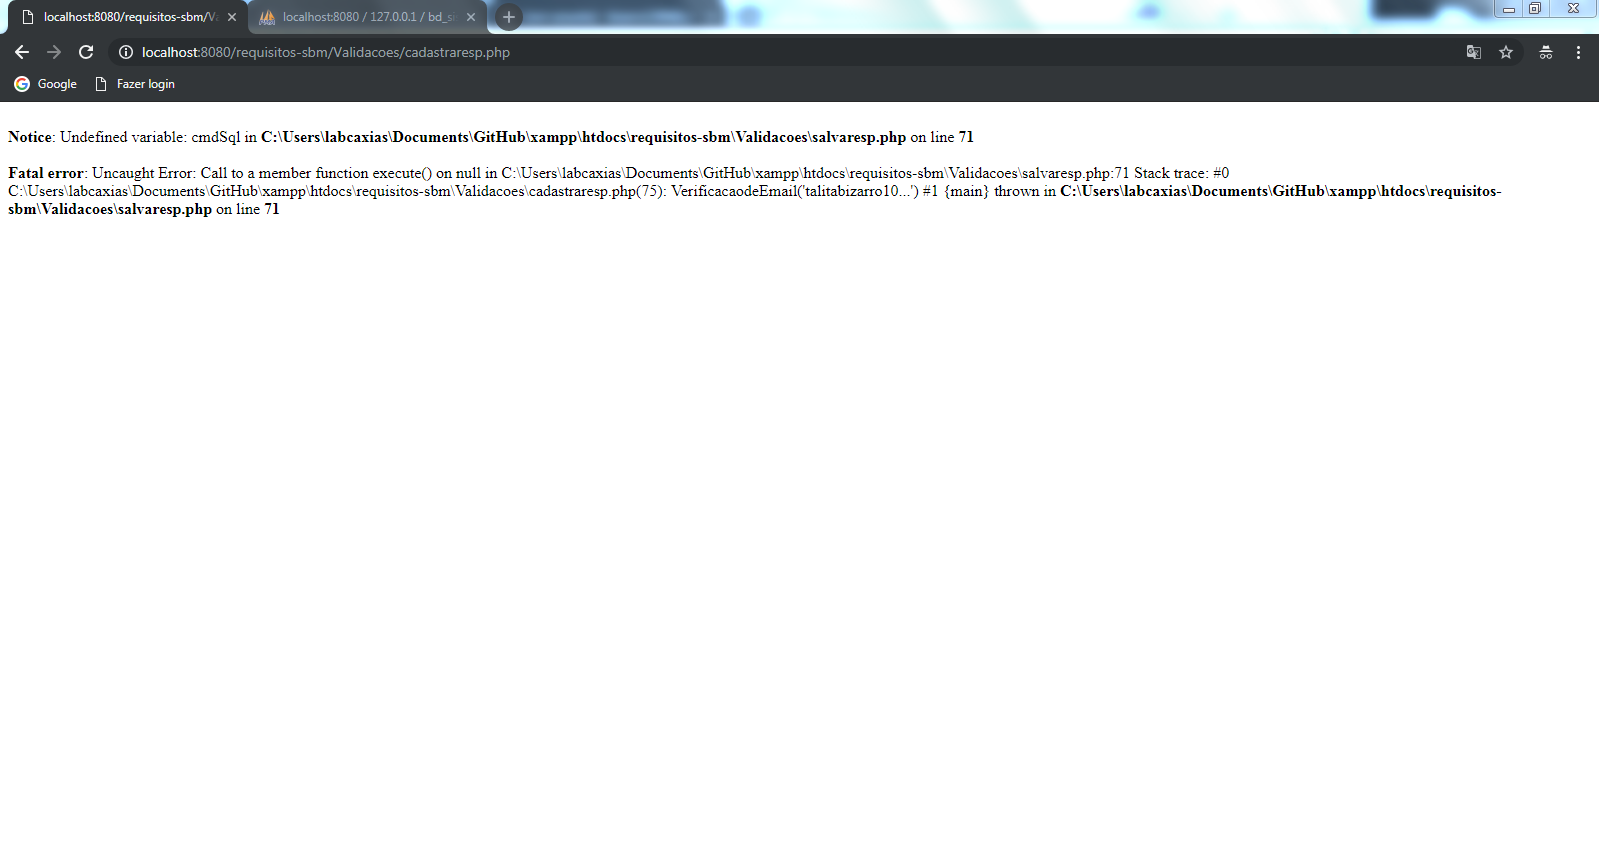 localhost:8080/requisitos-sbm/Va
localhost:8080 / 127.0.0.1 / bd_si
localhost:8080/requisitos-sbm/Validacoes/cadastraresp.php
Google
Fazer login
Notice: Undefined variable: cmdSql in C:\Users\labcaxias\Documents\GitHub\xampp\htdocs\requisitos-sbm\Validacoes\salvaresp.php on line 71
Fatal error: Uncaught Error: Call to a member function execute() on null in C:\Users\labcaxias\Documents\GitHub\xampp\htdocs\requisitos-sbm\Validacoes\salvaresp.php:71 Stack trace: #0
C:\Users\labcaxias\Documents\GitHub\xampp\htdocs\requisitos-sbm\Validacoes\cadastraresp.php(75): VerificacaodeEmail('talitabizarro10...') #1 {main} thrown in C:\Users\labcaxias\Documents\GitHub\xampp\htdocs\requisitos-
sbm\Validacoes\salvaresp.php on line 71